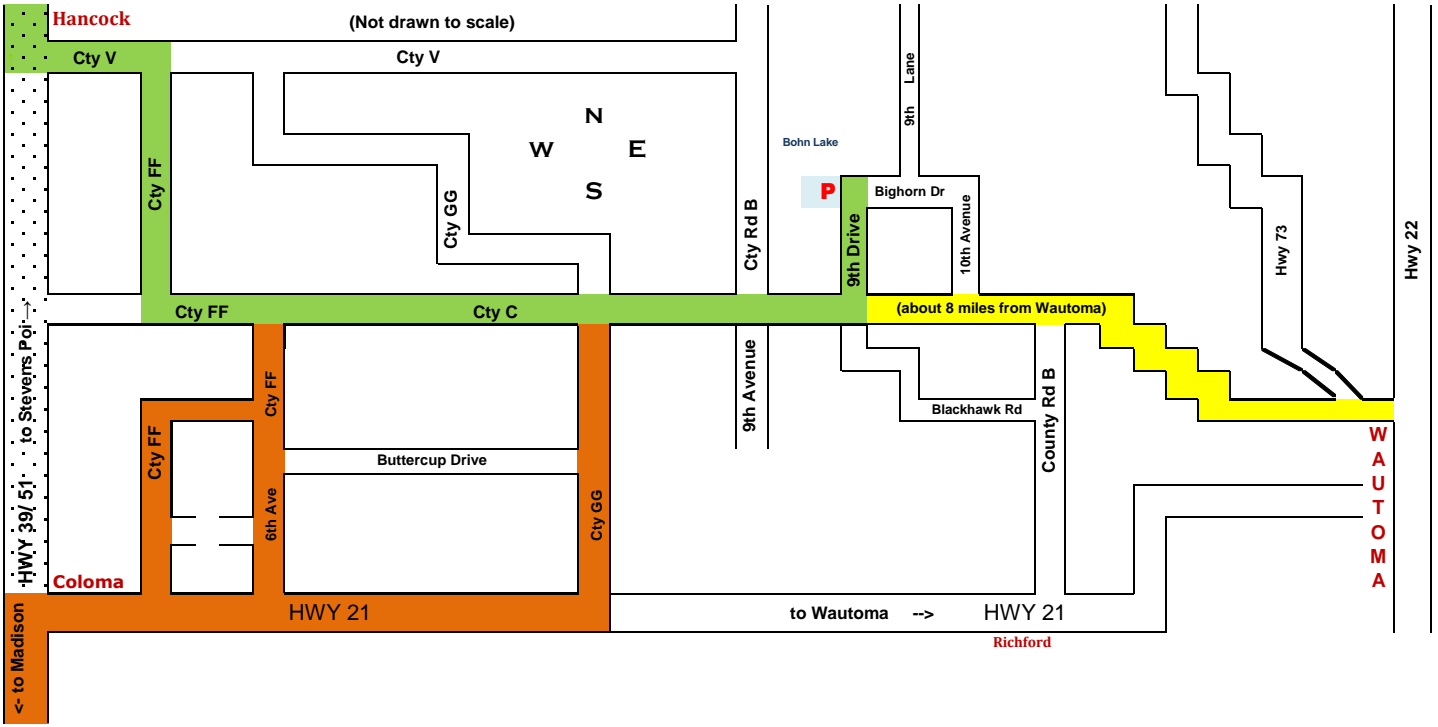 Hancock
(Not drawn to scale)
Cty V
Cty V
9th Lane
N
Bohn Lake
W E
Cty FF
S
P
Bighorn Dr
Cty GG
Cty Rd B
9th Drive
10th Avenue
Hwy 73
Hwy 22
Cty FF
Cty C
(about 8 miles from Wautoma)
HWY 39/ 51 to Stevens Poi →
Cty FF
9th Avenue
Blackhawk Rd
County Rd B
Cty FF
Buttercup Drive
6th Ave
Cty GG
WAUTOMA
Coloma
HWY 21
to Wautoma -->
HWY 21
Richford
<- to Madison